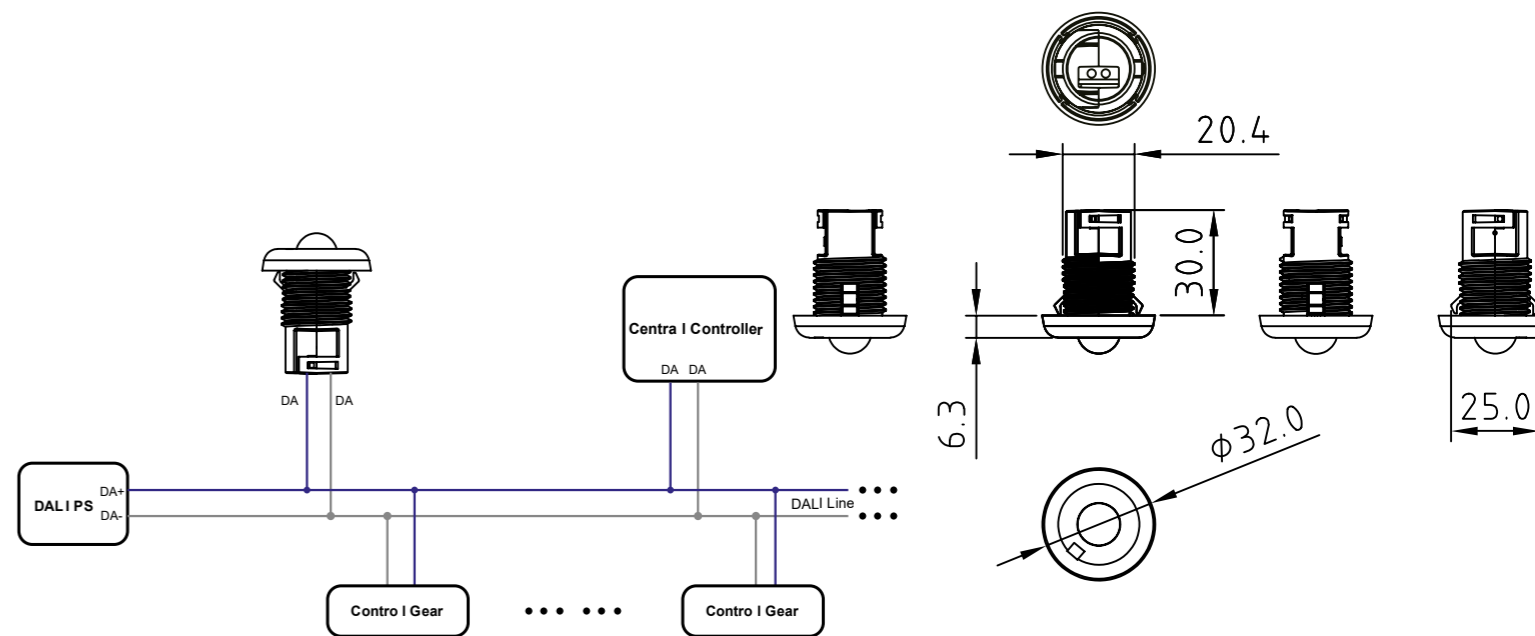 20.4
30.0
Centra l Controller
DA DA
DA DA
6.3
25.0
ϕ32.0
DA+
DAL I PS
DALI Line
DA-
Contro l Gear
Contro l Gear